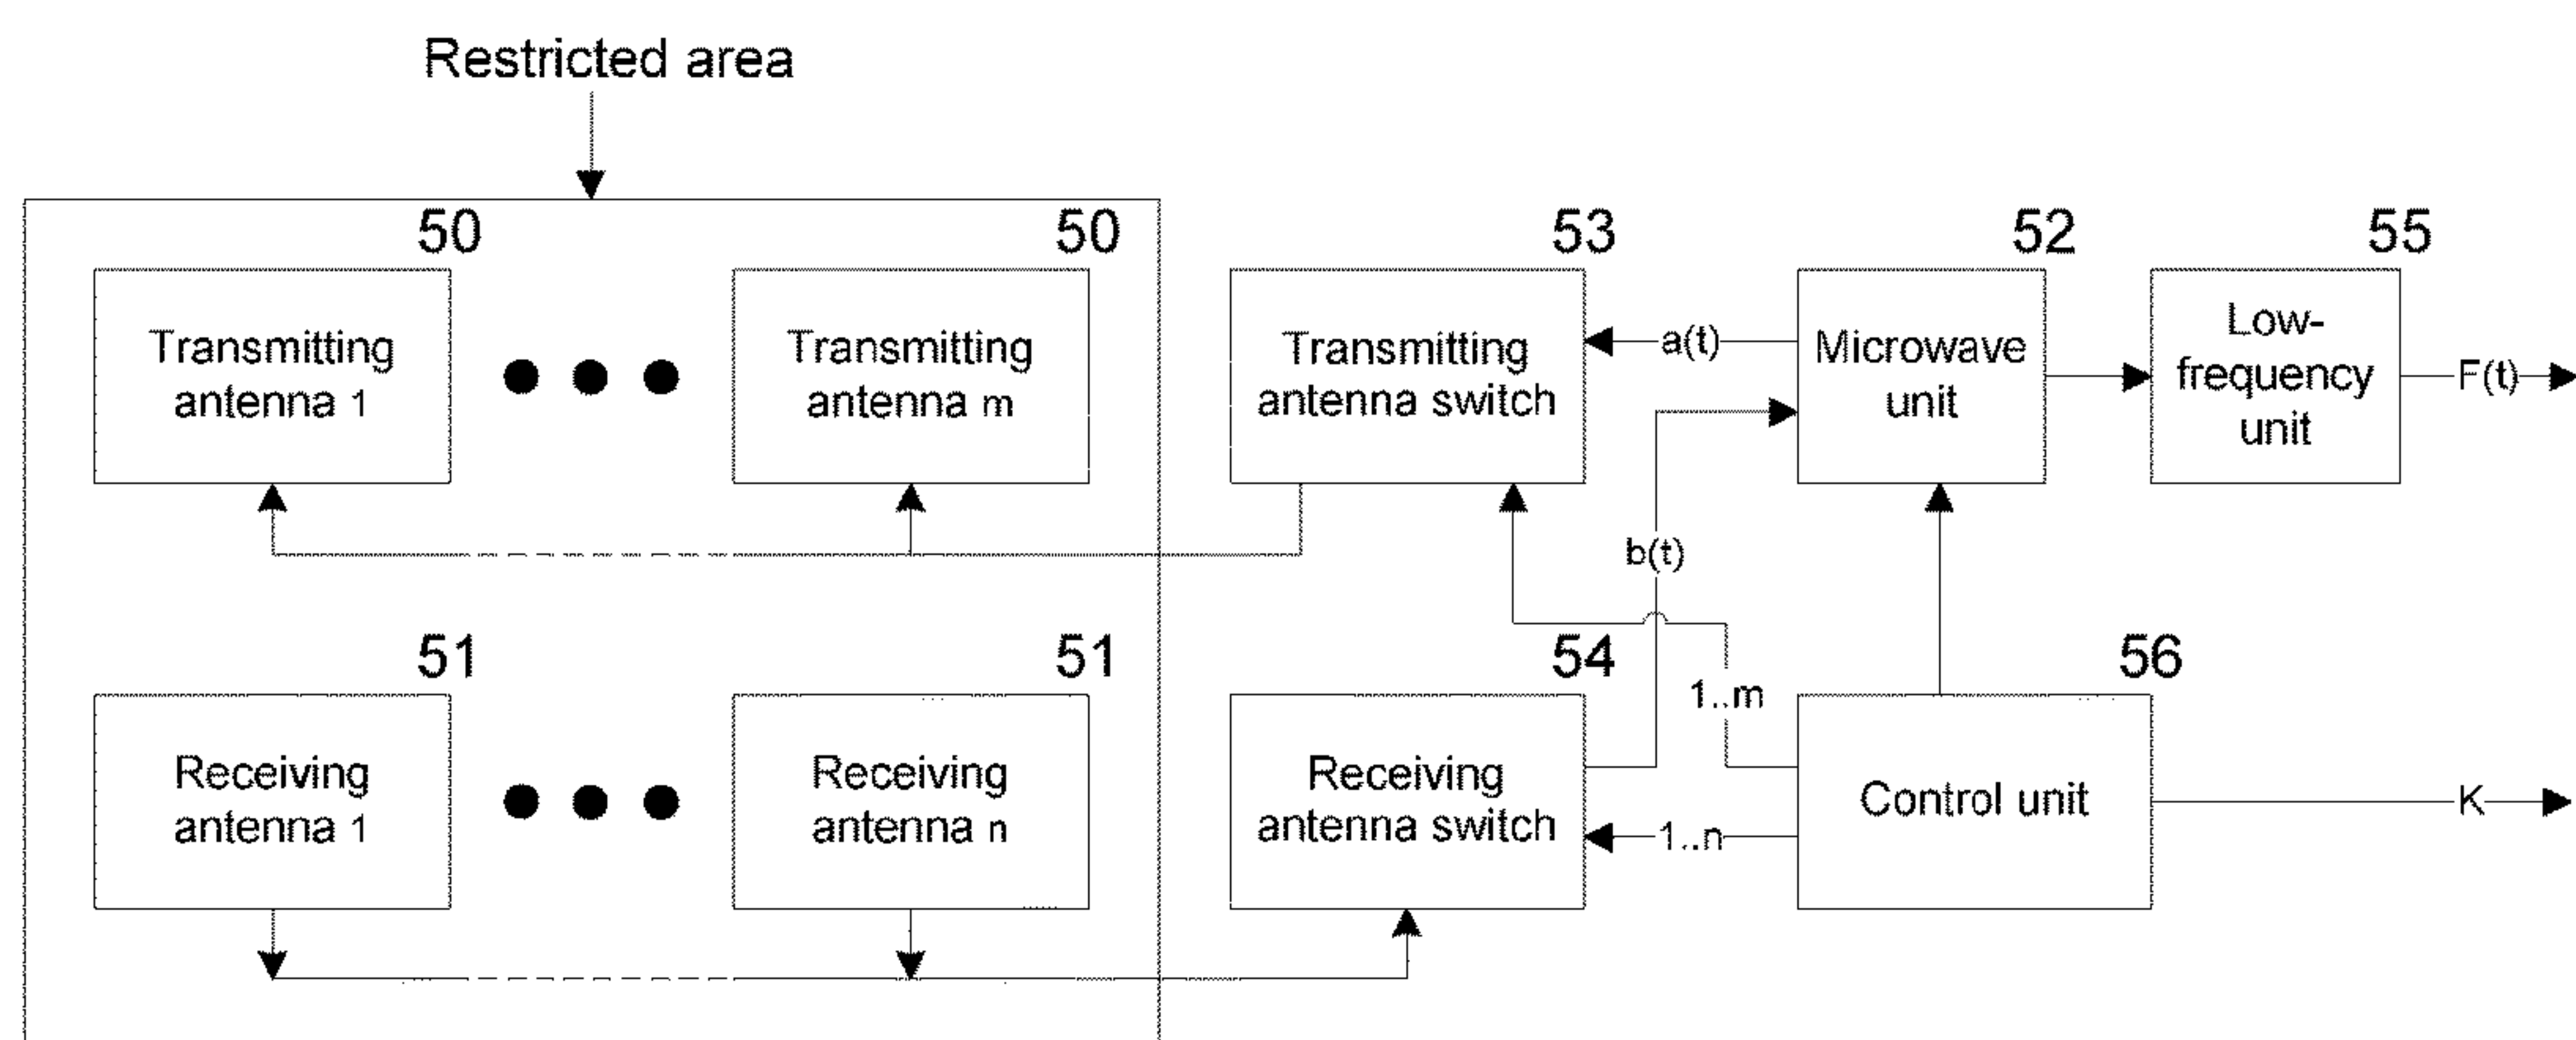 Restricted area
50
50
53
52
55
Transmitting
antenna 1
Transmitting
antenna m
Transmitting
antenna switch
a(t)
Microwave
unit
Low-
frequency
unit
F(t)
b(t)
1..m
51
51
54
56
Receiving
antenna 1
Receiving
antenna n
Receiving
antenna switch
1..n
Control unit
K